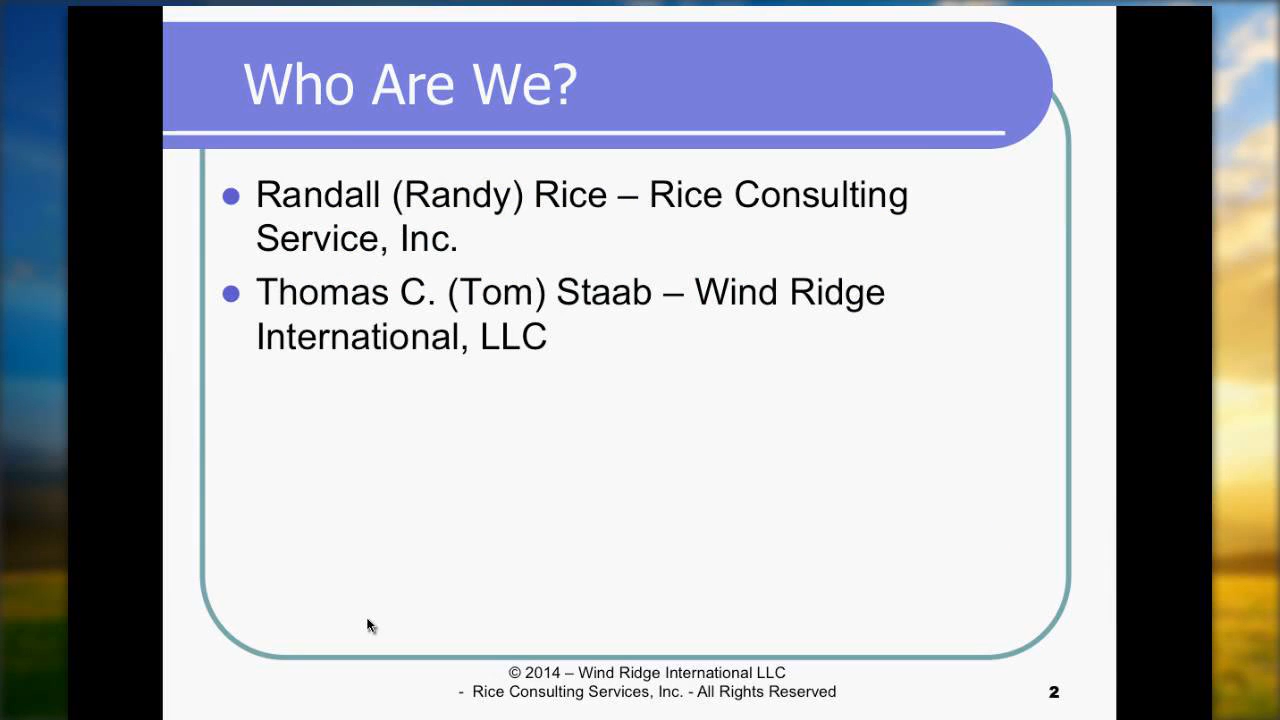 Who Are We?
Randall (Randy) Rice – Rice Consulting
Service, Inc.
Thomas C. (Tom) Staab – Wind Ridge
International, LLC
© 2014 – Wind Ridge International LLC
- Rice Consulting Services, Inc. - All Rights Reserved
2